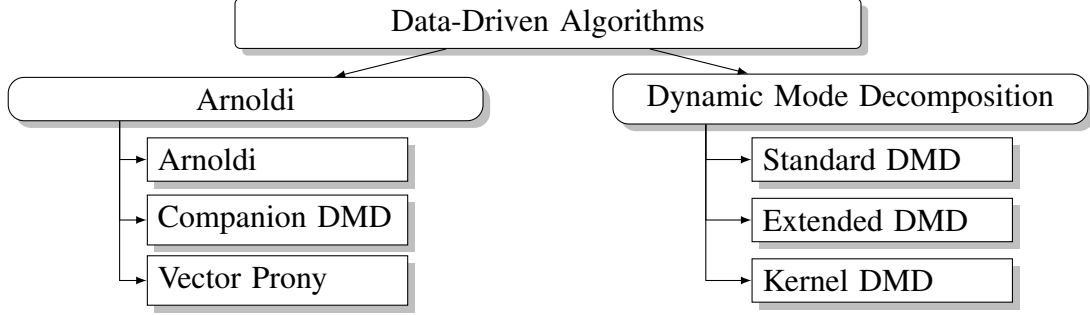 Data-Driven Algorithms
Arnoldi
Arnoldi
Companion DMD
Vector Prony
Dynamic Mode Decomposition
Standard DMD
Extended DMD
Kernel DMD